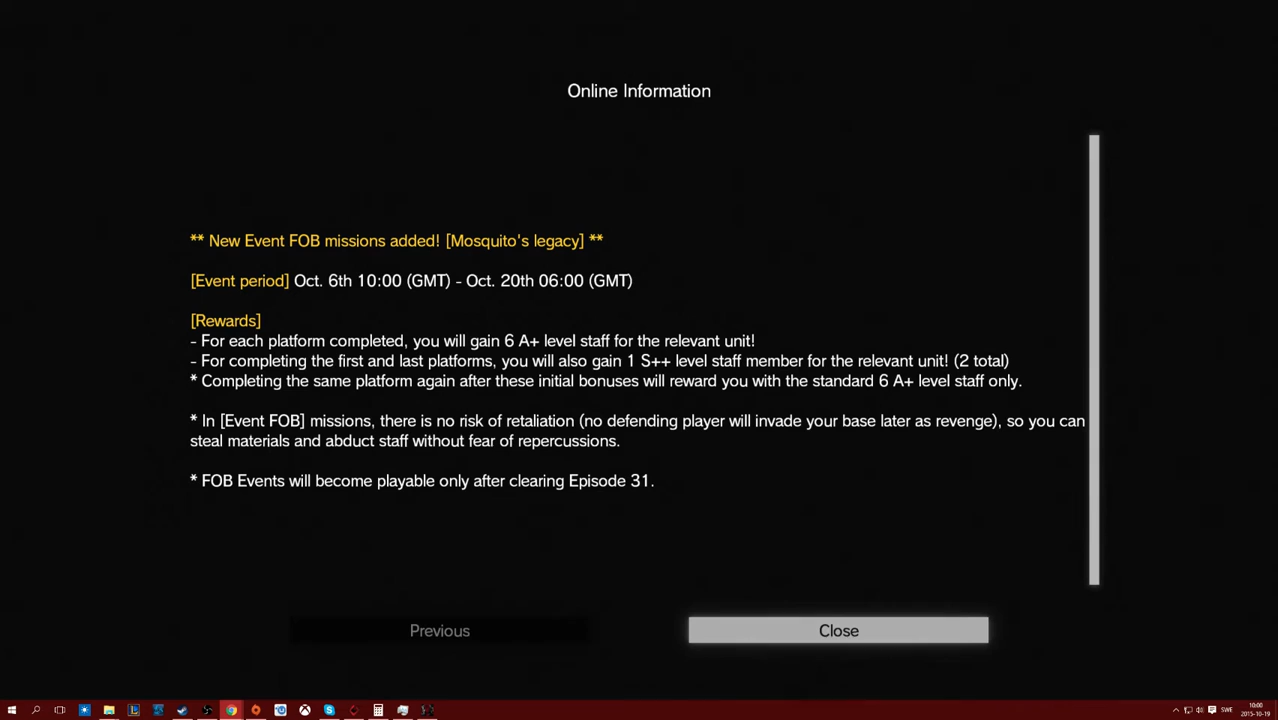 Online Information
** New Event FOB missions added! [Mosquito's legacy] **
[Event period] Oct. 6th 10:00 (GMT) - Oct. 20th 06:00 (GMT)
[Rewards]
- For each platform completed, you will gain 6 A+ level staff for the relevant unit!
- For completing the first and last platforms, you will also gain 1 S++ level staff member for the relevant unit! (2 total)
* Completing the same platform again after these initial bonuses will reward you with the standard 6 A+ level staff only.
* In [Event FOB] missions, there is no risk of retaliation (no defending player will invade your base later as revenge), so you can
steal materials and abduct staff without fear of repercussions.
* FOB Events will become playable only after clearing Episode 31.
Previous
Close
SWE
10:00
2015-10-19